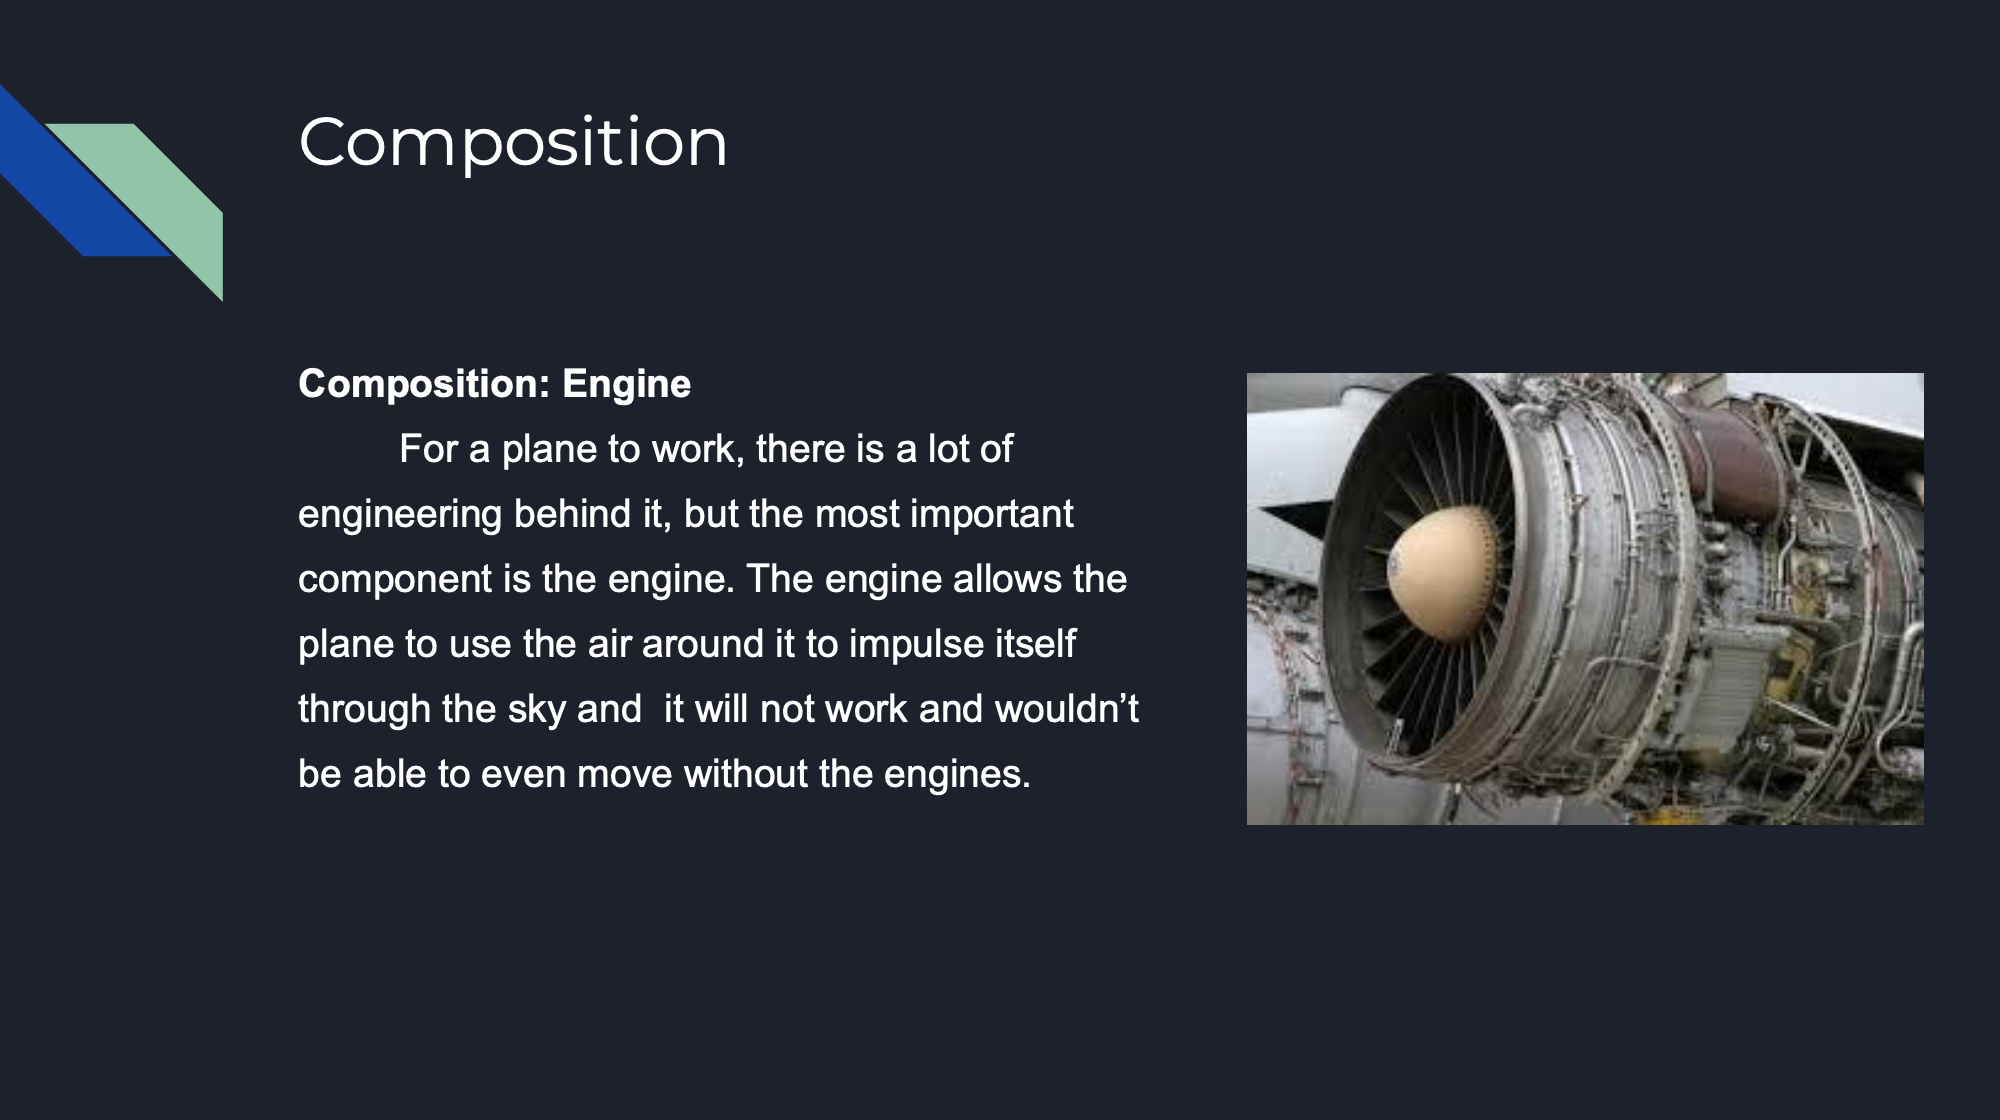 Composition
Composition: Engine
For a plane to work, there is a lot of
engineering behind it, but the most important
component is the engine. The engine allows the
plane to use the air around it to impulse itself
through the sky and  it will not work and wouldn’t
be able to even move without the engines.